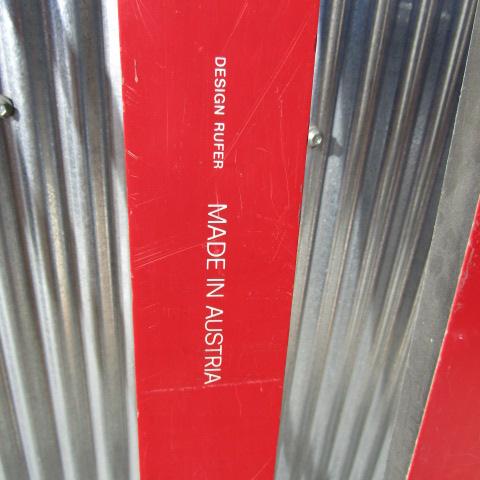 DESIGN RUFER MADE IN AUSTRIA